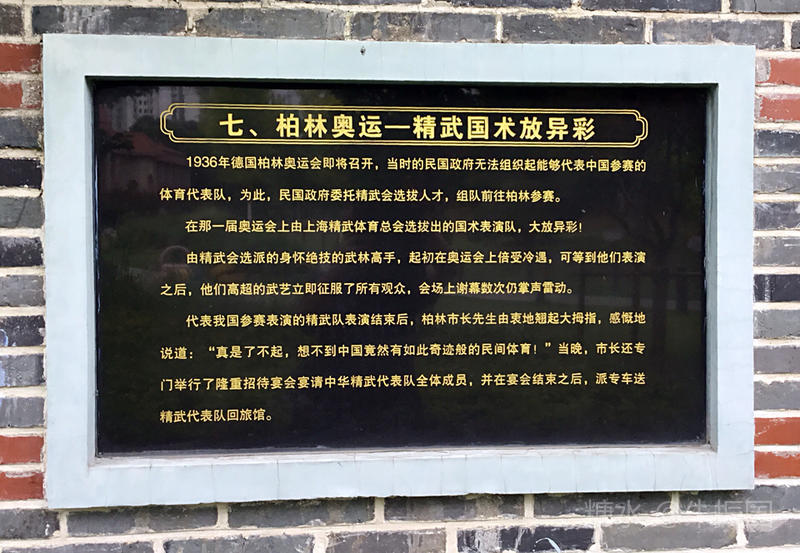 七、柏林奥运—精武国术放异彩
1936年德国柏林奥运会即将召开，当时的民国政府无法组织起能够代表中国参赛的
体育代表队，为此，民国政府委托精武会选拔人才，组队前往柏林参赛。
在那一届奥运会上由上海精武体育总会选拔出的国术表演队，大放异彩！
由精武会选派的身怀绝技的武林高手，起初在奥运会上倍受冷遇，可等到他们表演
之后，他们高超的武艺立即征服了所有观众，会场上谢幕数次仍掌声雷动。
代表我国参赛表演的精武队表演结束后，柏林市长先生由衷地翘起大拇指，感慨地
说道：“真是了不起，想不到中国竟然有如此奇迹般的民间体育！”当晚，市长还专
门举行了隆重招待宴会宴请中华精武代表队全体成员，并在宴会结束之后，派专车送
精武代表队回旅馆。